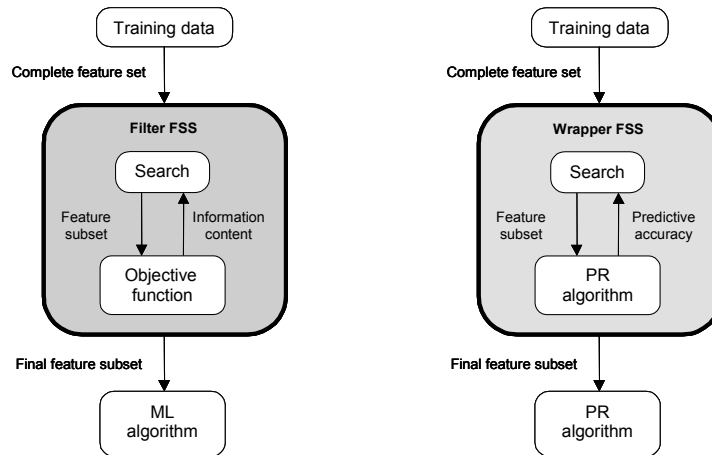 Training data
Complete feature set
Filter FSS
Search
Feature
subset
Information
content
Objective
function
Final feature subset
ML
algorithm
Training data
Complete feature set
Wrapper FSS
Search
Feature
subset
Predictive
accuracy
PR
algorithm
Final feature subset
PR
algorithm